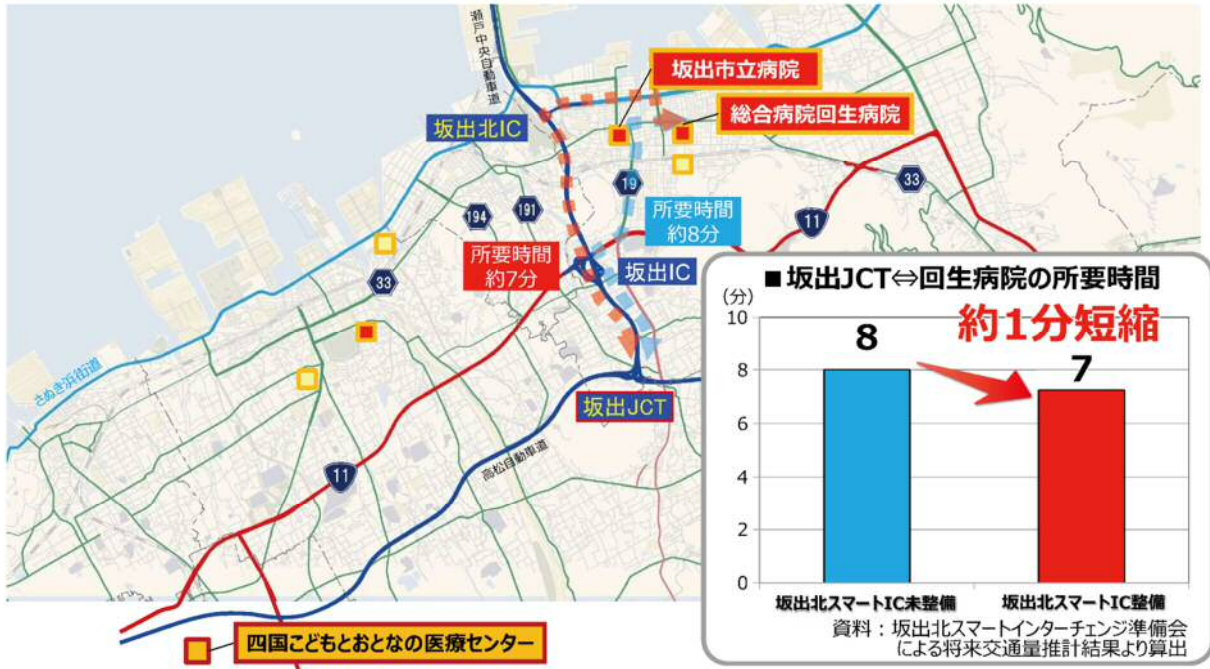 瀬戸中央自動車道
坂出市立病院
総合病院回生病院
坂出北IC
19
33
194
191
11
所要時間
約8分
所要時間
約7分
坂出IC
33
さぬき浜街道
坂出JCT
高松自動車道
11
四国こどもとおとなの医療センター
■坂出JCT⇔回生病院の所要時間
(分)
約1分短縮
10
8
6
4
2
0
8
7
坂出北スマートIC未整備
坂出北スマートIC整備
資料：坂出北スマートインターチェンジ準備会
による将来交通量推計結果より算出